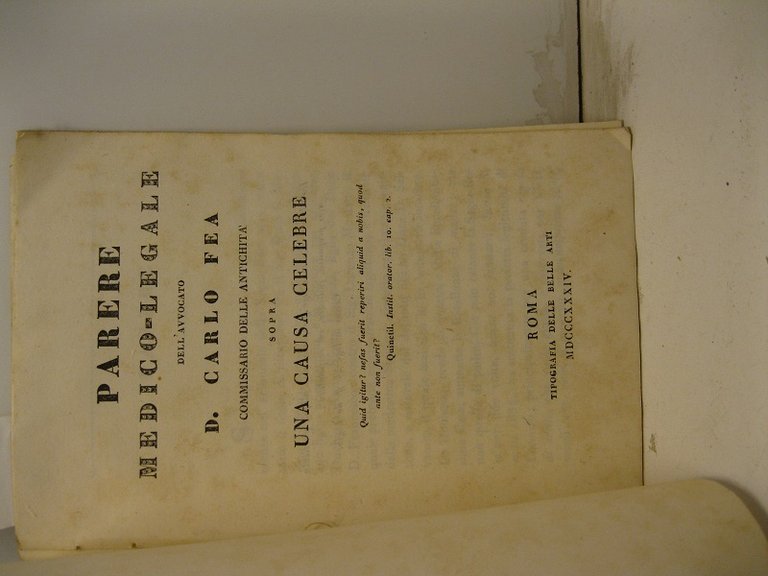 PARERE
MEDICO-LEGALE
DELL'AVVOCATO
D. CARLO FEA
COMMISSARIO DELLE ANTICHITA'
SOPRA
UNA CAUSA CELEBRE
Quid igitur? nefas fuerit reperiri aliquid a nobis, quod
ante non fuerit?
Quinctil. Instit. orator. lib. 10. cap. 2.
ROMA
TIPOGRAFIA DELLE BELLE ARTI
MDCCCXXXIV.